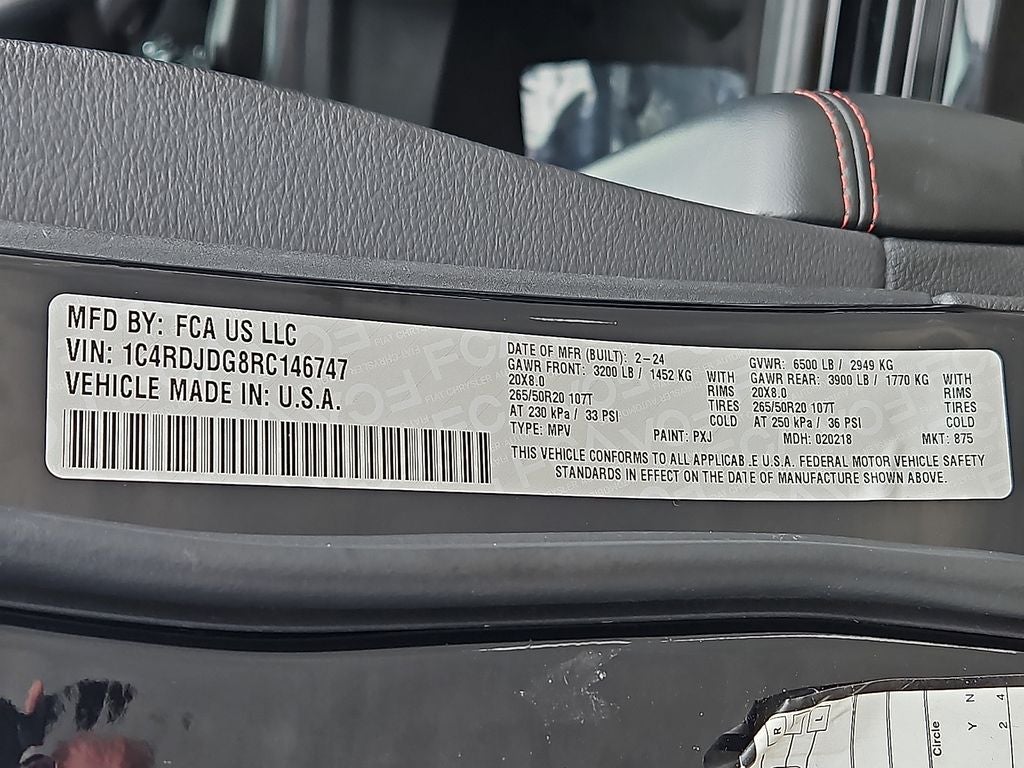 MFD BY: FCA US LLC
VIN: 1C4RDJDG8RC146747
VEHICLE MADE IN: U.S.A.
DATE OF MFR (BUILT): 2-24
GAWR FRONT: 3200 LB / 1452 KG WITH
20X8.0 RIMS
265/50R20 107T TIRES
AT 230 kPa / 33 PSI COLD
TYPE: MPV PAINT: PXJ
GVWR: 6500 LB / 2949 KG
GAWR REAR: 3900 LB / 1770 KG WITH
20X8.0 RIMS
265/50R20 107T TIRES
AT 250 kPa / 36 PSI COLD
MDH: 020218 MKT: 875
THIS VEHICLE CONFORMS TO ALL APPLICAB.E U.S.A. FEDERAL MOTOR VEHICLE SAFETY
STANDARDS IN EFFECT ON THE DATE OF MANUFACTURE SHOWN ABOVE.
R
L
Circle
Y N
2 4